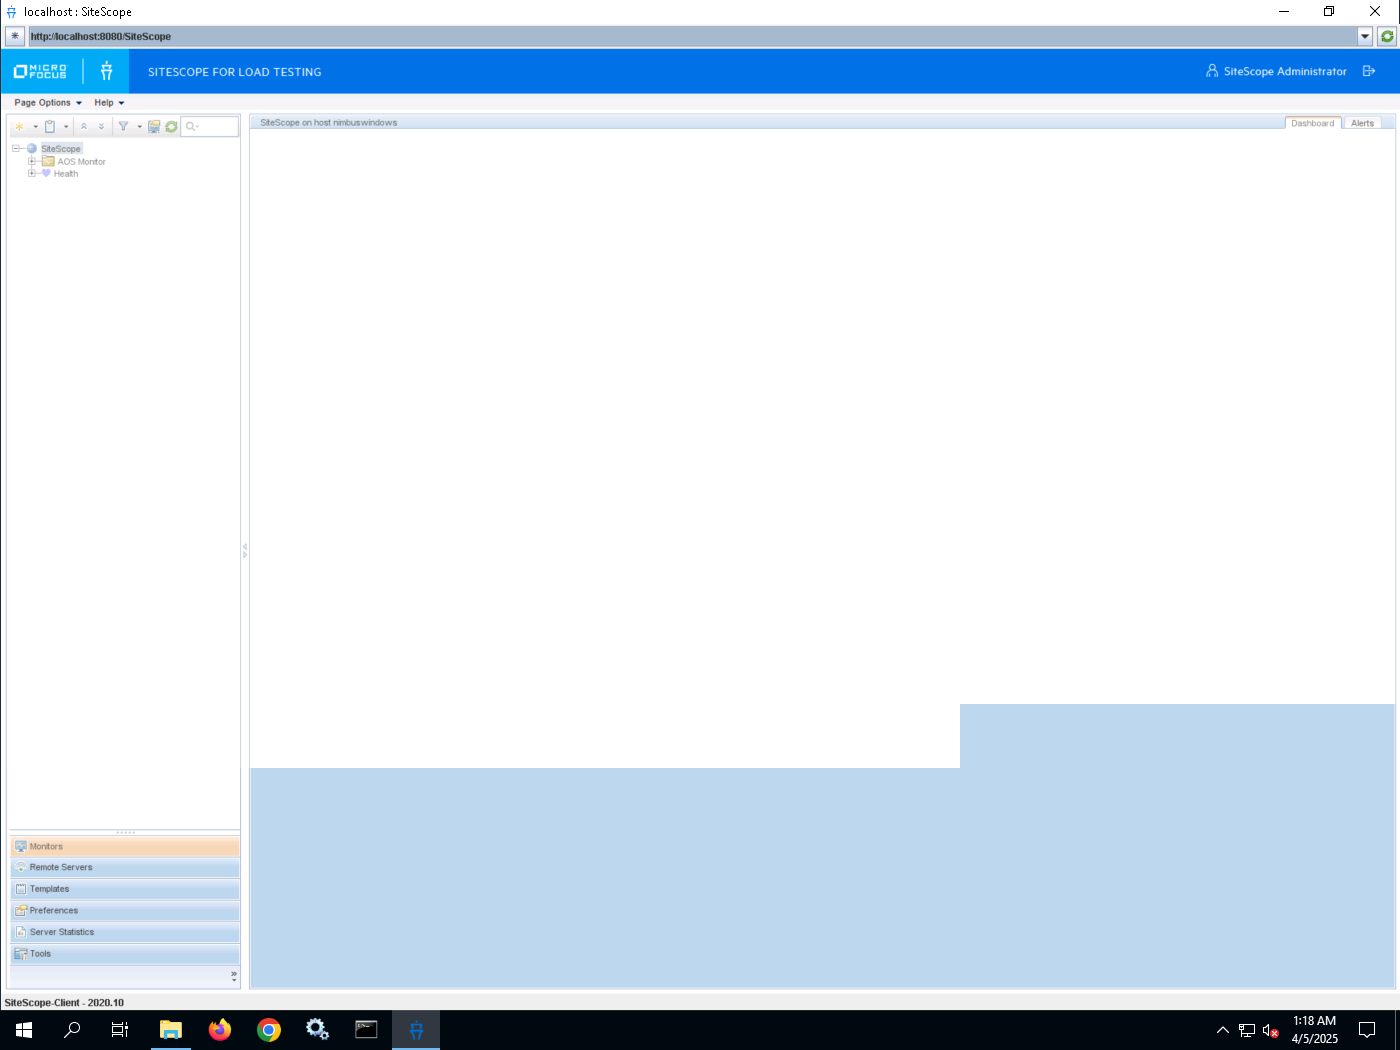 localhost : SiteScope
http://localhost:8080/SiteScope
MICRO
FOCUS
SITESCOPE FOR LOAD TESTING
SiteScope Administrator
Page Options
Help
SiteScope on host nimbuswindows
Dashboard
Alerts
SiteScope
AOS Monitor
Health
Monitors
Remote Servers
Templates
Preferences
Server Statistics
Tools
SiteScope-Client - 2020.10
1:18 AM
4/5/2025